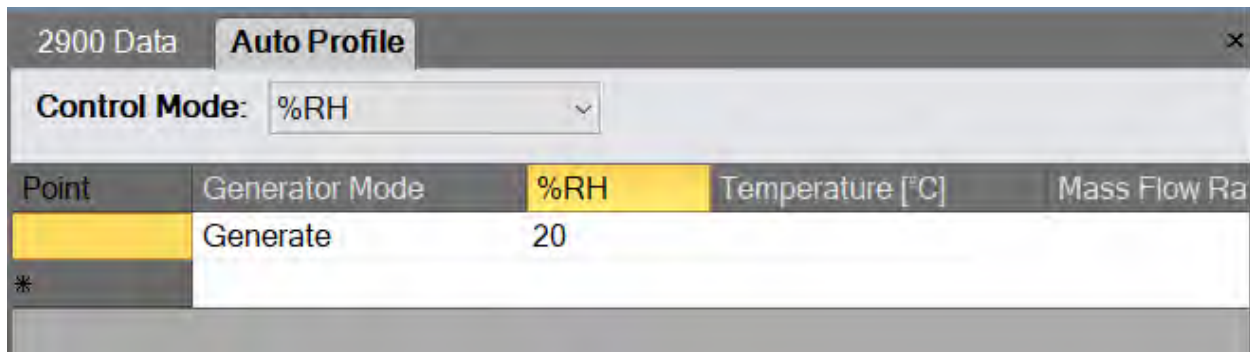 2900 Data Auto Profile ×
Control Mode: %RH
Point Generator Mode %RH Temperature [°C] Mass Flow Ra
Generate 20
*